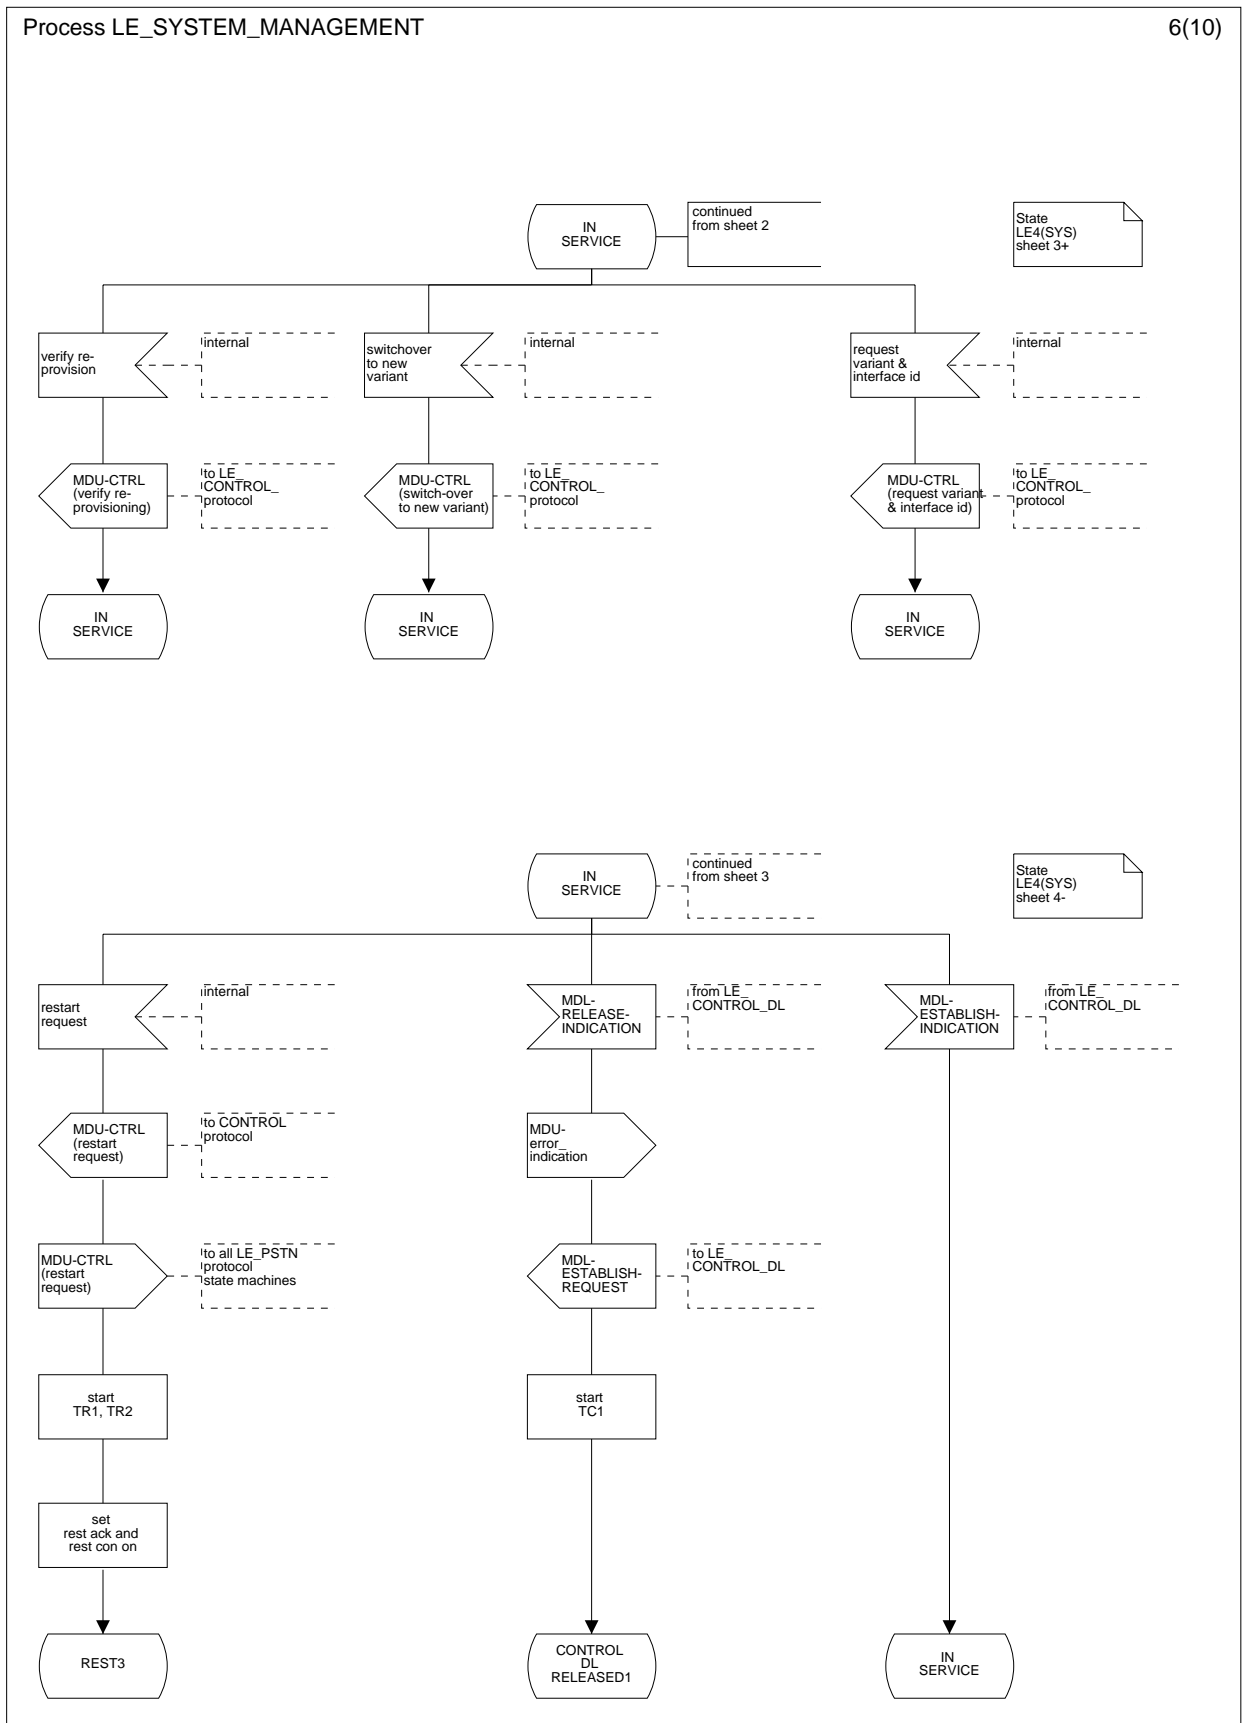 Process LE_SYSTEM_MANAGEMENT
6(10)
IN
SERVICE
continued
from sheet 2
State
LE4(SYS)
sheet 3+
verify re-
provision
internal
switchover
to new
variant
internal
request
variant &
interface id
internal
MDU-CTRL
(verify re-
provisioning)
to LE_
CONTROL_
protocol
MDU-CTRL
(switch-over
to new variant)
to LE_
CONTROL_
protocol
MDU-CTRL
(request variant
& interface id)
to LE_
CONTROL_
protocol
IN
SERVICE
IN
SERVICE
IN
SERVICE
IN
SERVICE
continued
from sheet 3
State
LE4(SYS)
sheet 4-
restart
request
internal
MDL-
RELEASE-
INDICATION
from LE_
CONTROL_DL
MDL-
ESTABLISH-
INDICATION
from LE_
CONTROL_DL
MDU-CTRL
(restart
request)
to CONTROL
protocol
MDU-
error_
indication
MDU-CTRL
(restart
request)
to all LE_PSTN
protocol
state machines
MDL-
ESTABLISH-
REQUEST
to LE_
CONTROL_DL
start
TR1, TR2
start
TC1
set
rest ack and
rest con on
REST3
CONTROL
DL
RELEASED1
IN
SERVICE